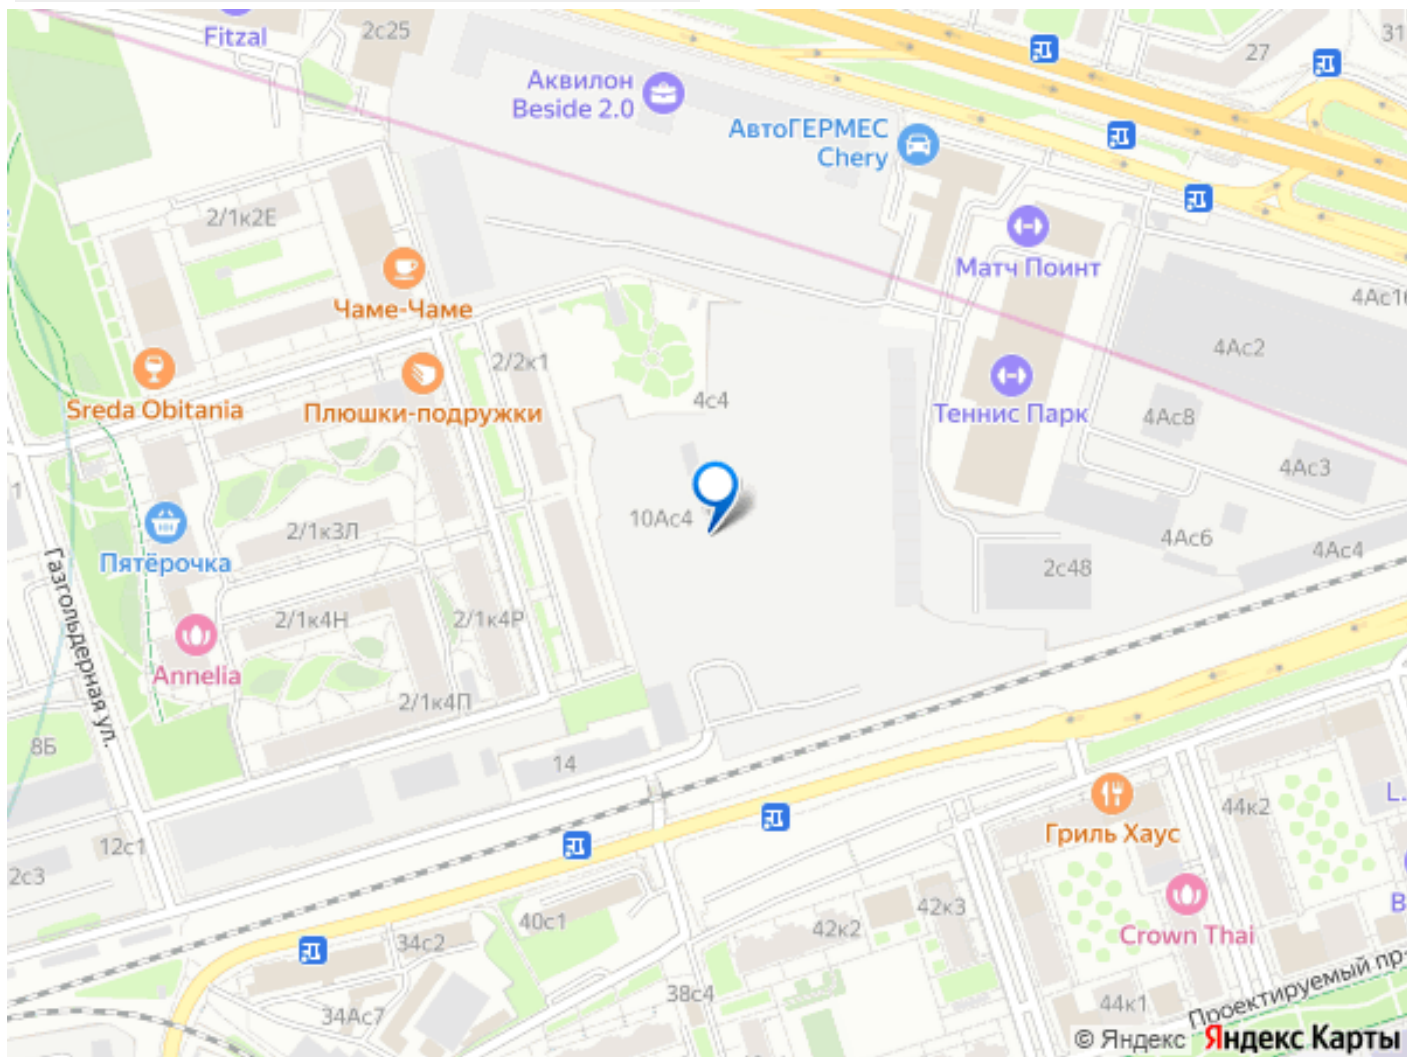 Fitzal
2с25
27
31
Аквилон
Beside 2.0
АвтоГЕРМЕС
Chery
2/1к2Е
Матч Поинт
Чаме-Чаме
4Ас2
2/2к1
Sreda Obitania
Плюшки-подружки
4с4
Теннис Парк
4Ас8
4Ас3
1
10Ас4
2/1к3Л
4Ас6
4Ас4
Пятёрочка
2с48
Газгольдерная ул.
2/1к4Н
2/1к4Р
Annelia
2/1к4П
8Б
14
44к2
L.
Гриль Хаус
12с1
2с3
42к3
40с1
42к2
B
34с2
Crown Thai
38с4
Проектируемый пр-
34Ас7
44к1
© Яндекс Яндекс Карты